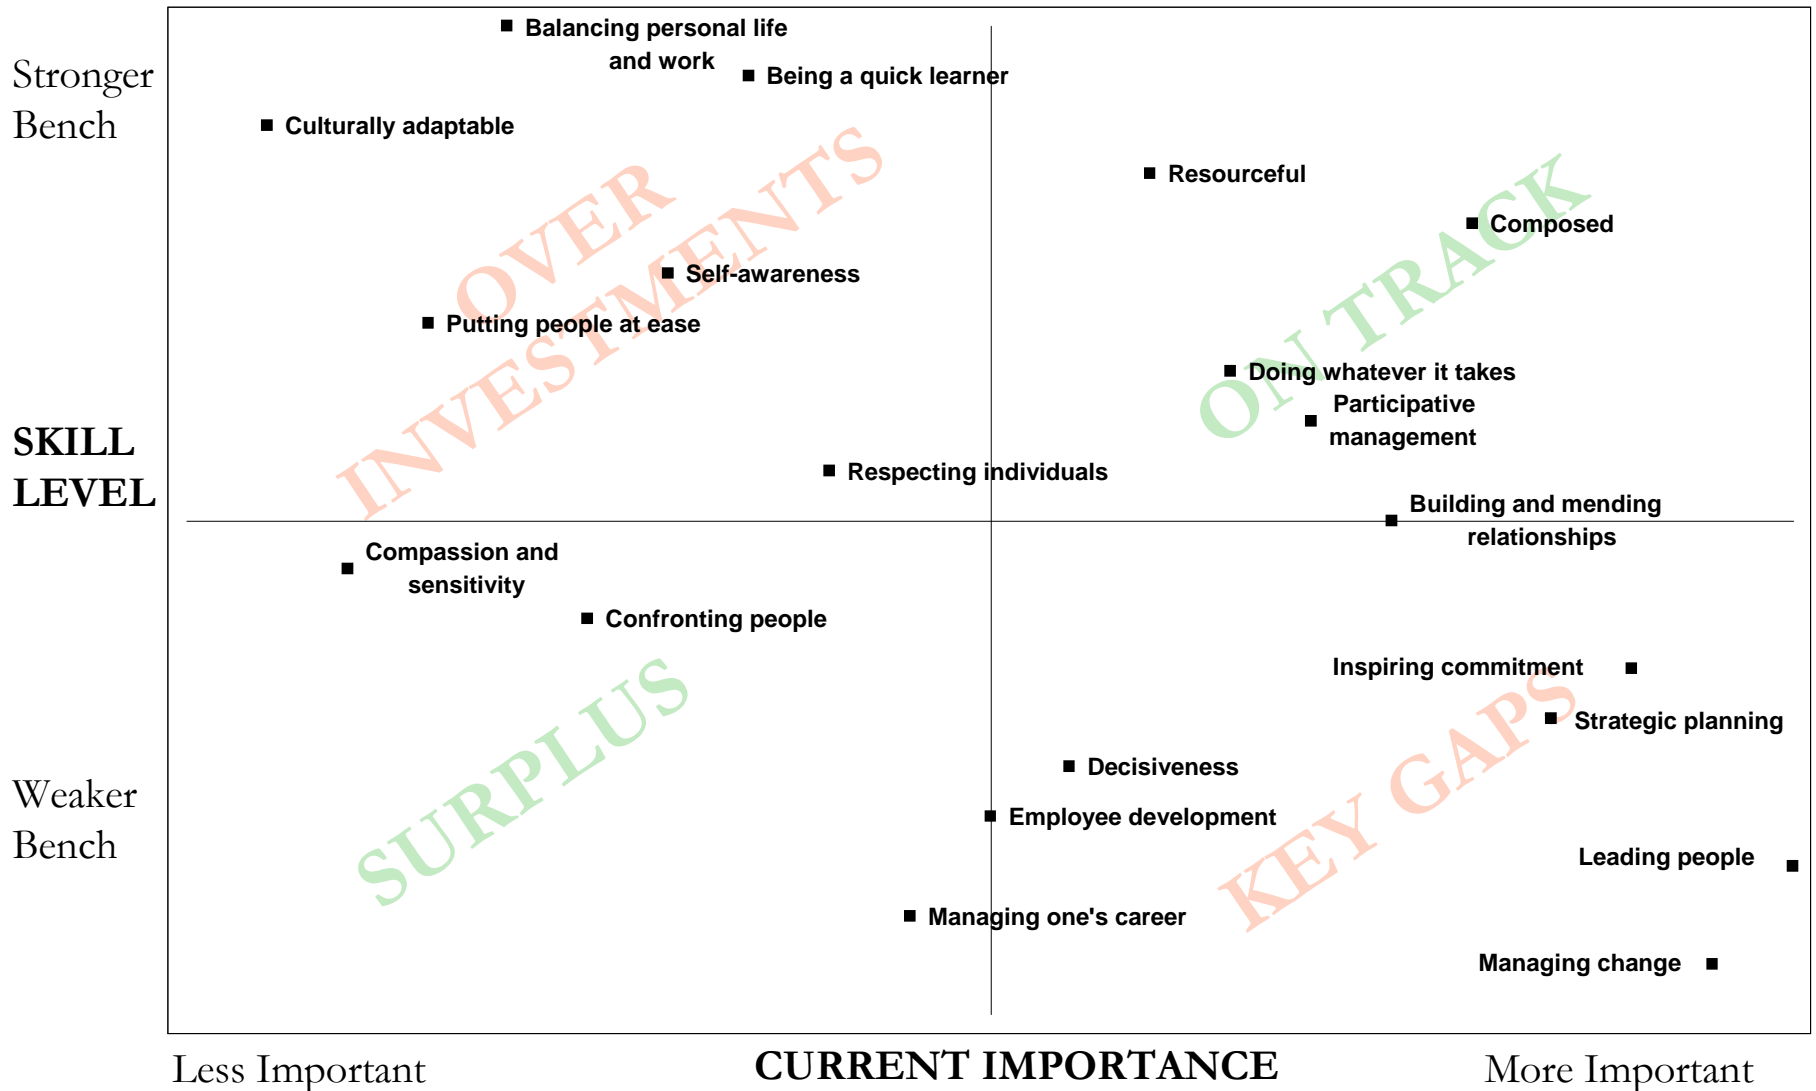 Balancing personal life
and work
Stronger
Bench
Being a quick learner
Culturally adaptable
Resourceful
Composed
OVER
INVESTMENTS
ON TRACK
Self-awareness
Putting people at ease
Doing whatever it takes
Participative
management
SKILL
LEVEL
Respecting individuals
Building and mending
relationships
Compassion and
sensitivity
Confronting people
Inspiring commitment
Strategic planning
SURPLUS
KEY GAPS
Decisiveness
Weaker
Bench
Employee development
Leading people
Managing one's career
Managing change
Less Important
CURRENT IMPORTANCE
More Important